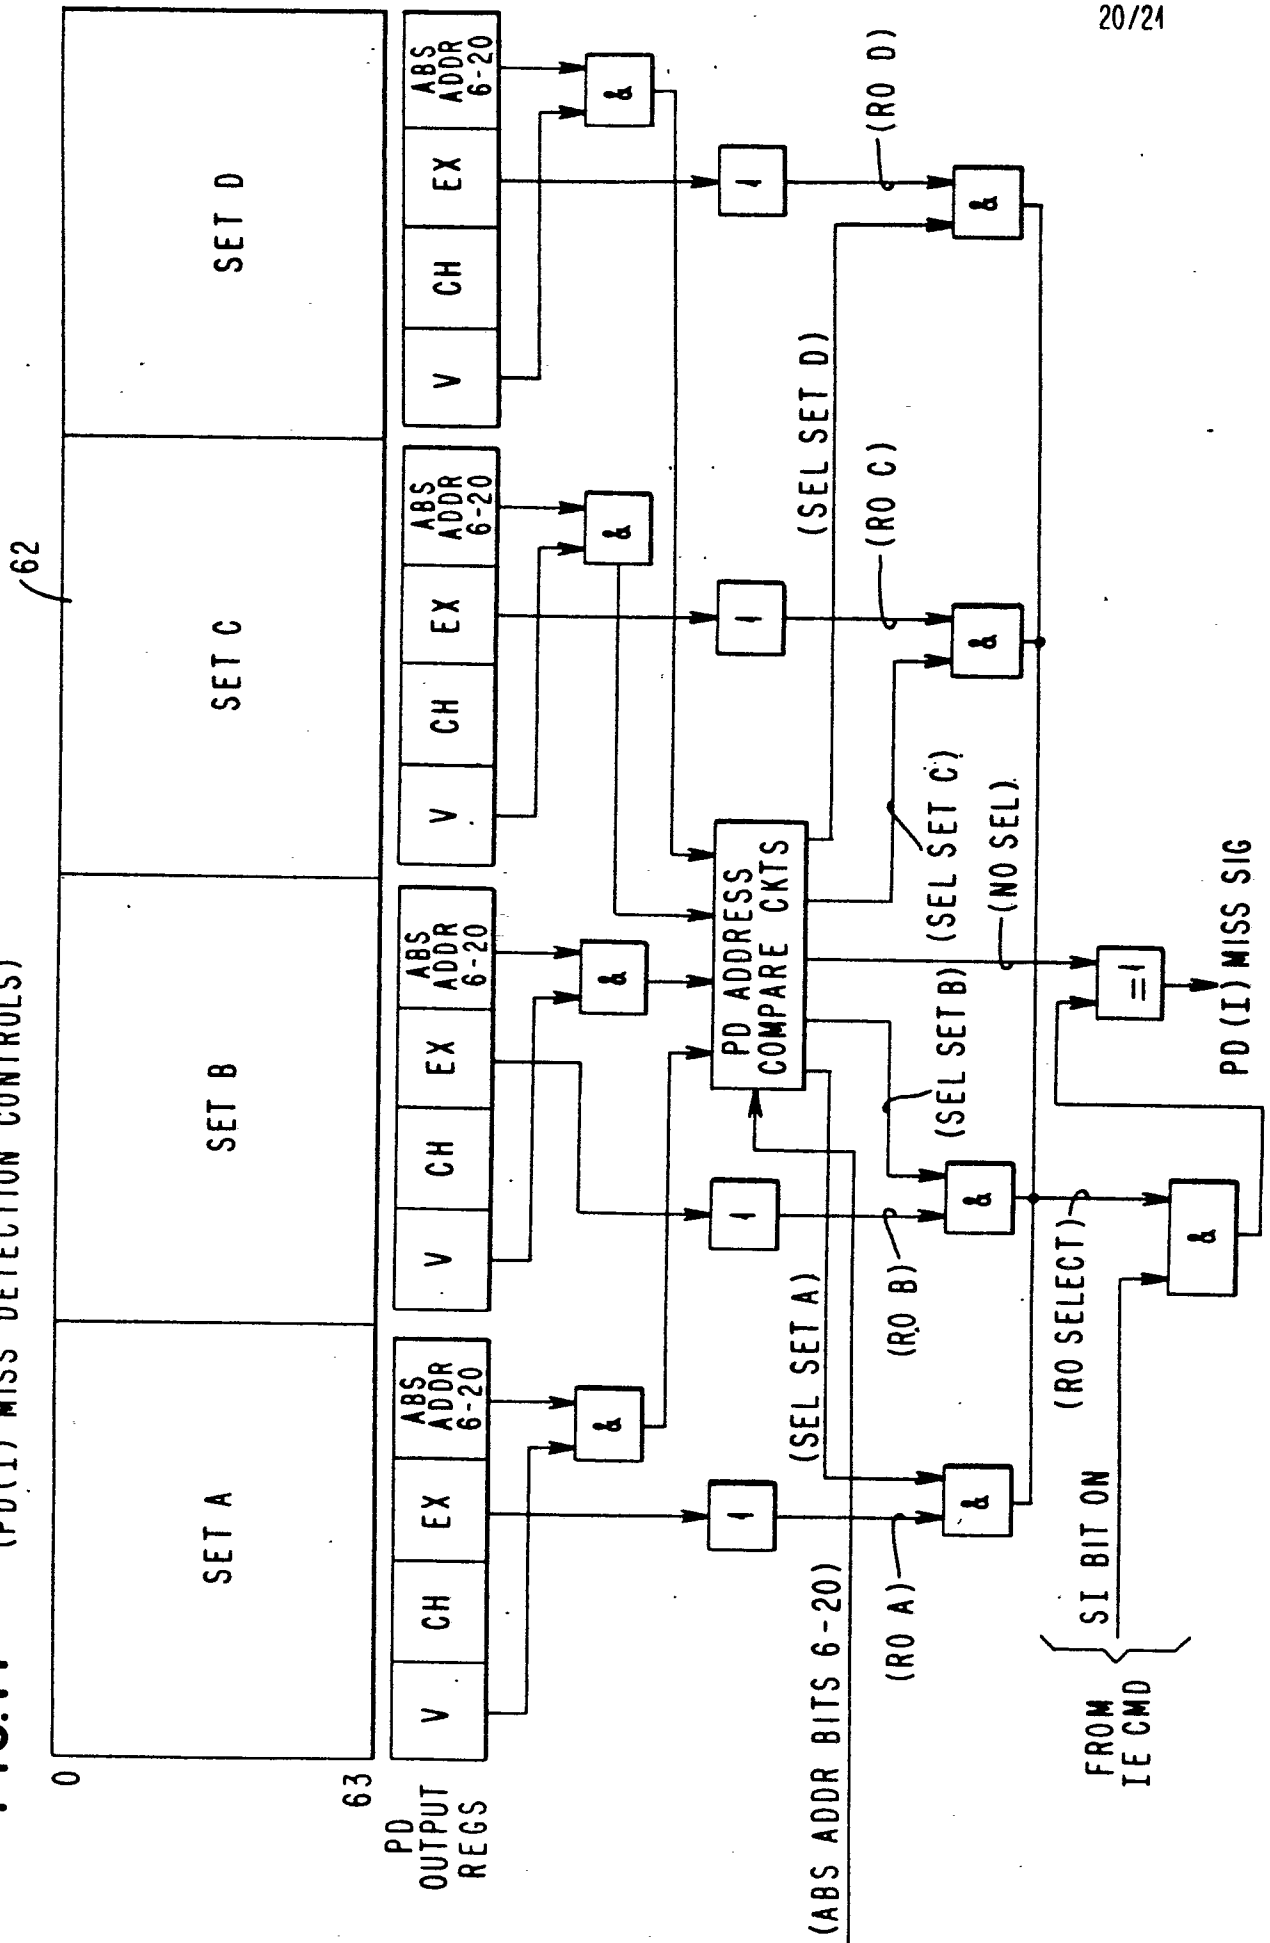 20/21
(PD(I) MISS DETECTION CONTROLS)
62
0
63
SET A
SET B
SET C
SET D
PD
OUTPUT
REGS
V
CH
EX
ABS
ADDR
6-20
V
CH
EX
ABS
ADDR
6-20
V
CH
EX
ABS
ADDR
6-20
V
CH
EX
ABS
ADDR
6-20
&
&
&
&
1
1
1
1
PD ADDRESS
COMPARE CKTS
(ABS ADDR BITS 6-20)
(SEL SET A)
(SEL SET B)
(SEL SET C)
(SEL SET D)
(NO SEL)
(RO A)
(RO B)
(RO C)
(RO D)
&
&
&
&
(RO SELECT)
FROM
IE CMD
SI BIT ON
&
=1
PD(I) MISS SIG